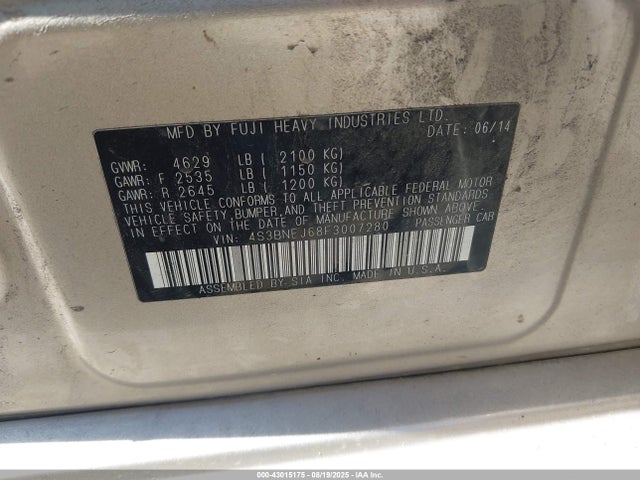 MFD BY FUJI HEAVY INDUSTRIES LTD.
DATE: 06/14
GVWR: 4629 LB ( 2100 KG)
GAWR: F 2535 LB ( 1150 KG)
GAWR: R 2645 LB ( 1200 KG)
THIS VEHICLE CONFORMS TO ALL APPLICABLE FEDERAL MOTOR
VEHICLE SAFETY, BUMPER, AND THEFT PREVENTION STANDARDS
IN EFFECT ON THE DATE OF MANUFACTURE SHOWN ABOVE.
VIN: 4S3BNEJ68F3007280 PASSENGER CAR
ASSEMBLED BY SIA INC. MADE IN U.S.A.
000-43015175 - 08/19/2025 - IAA Inc.